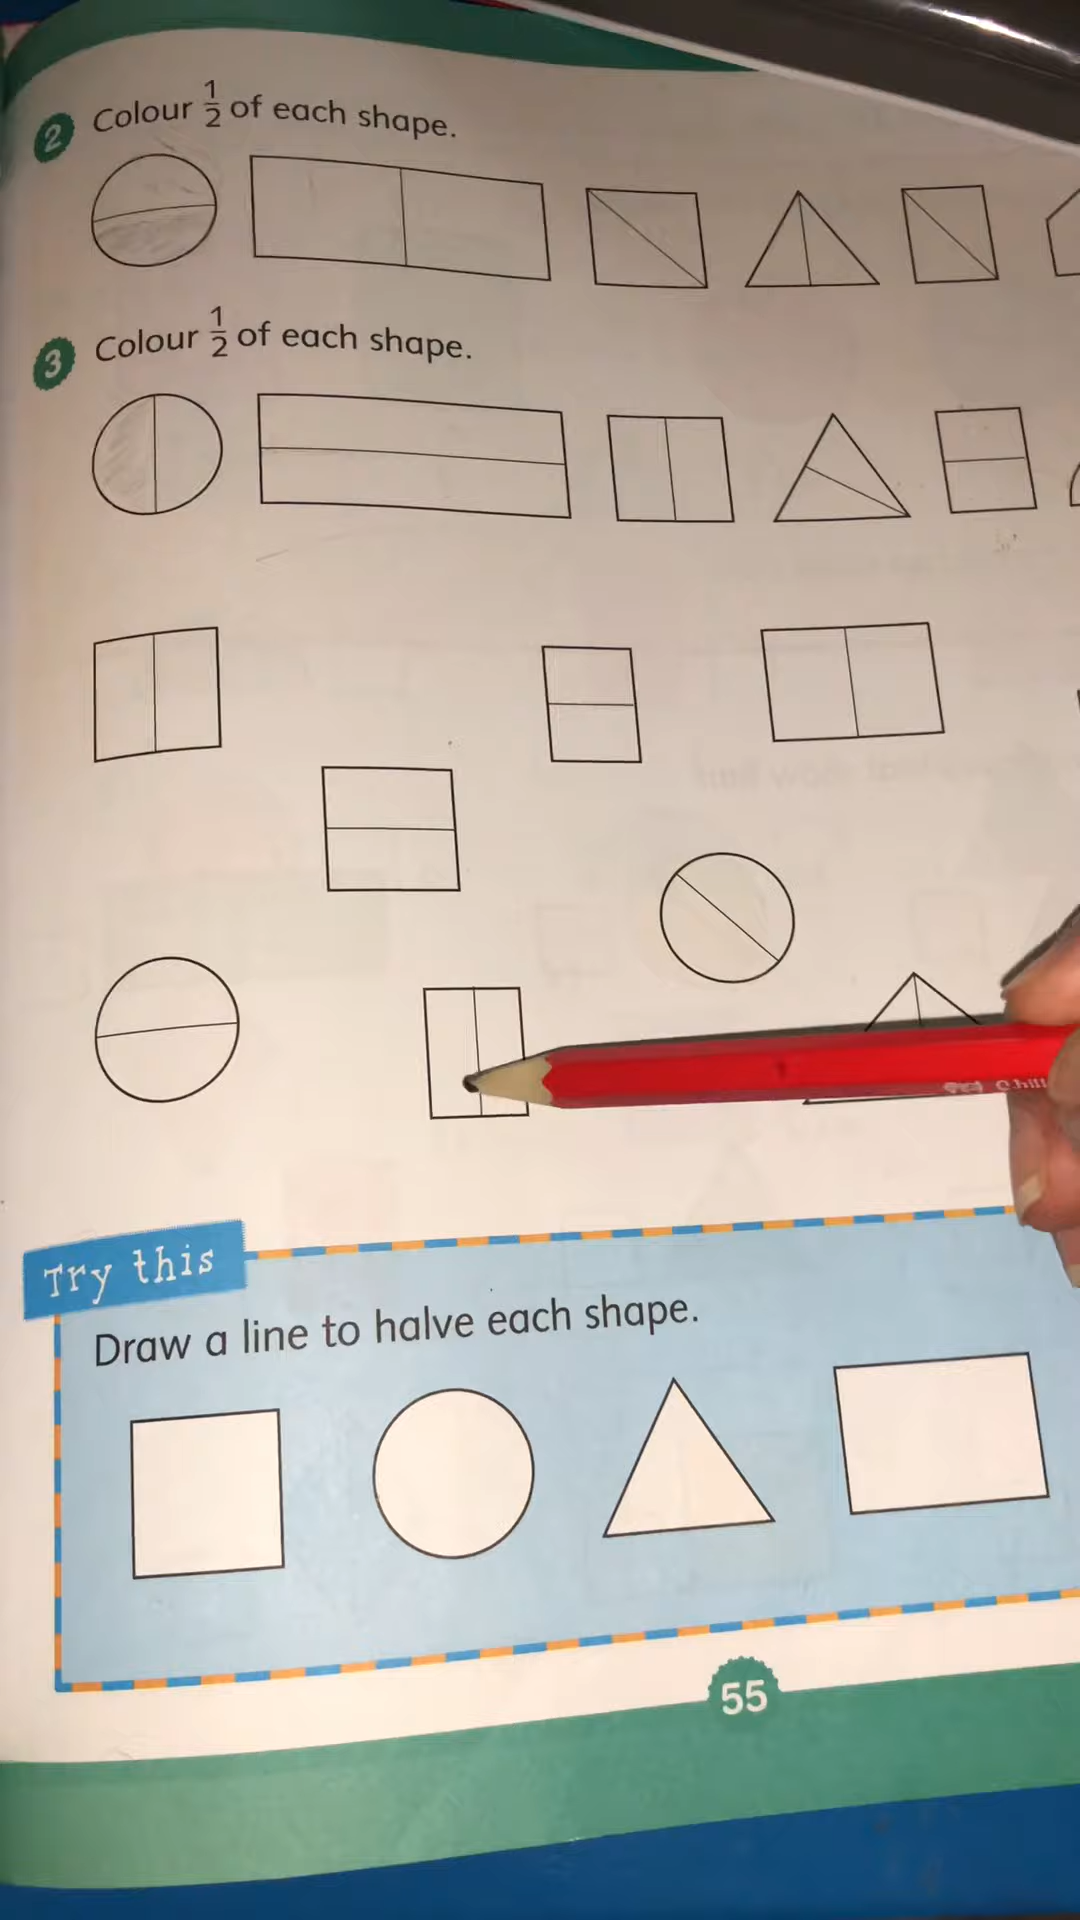 2 Colour 1/2 of each shape.
3 Colour 1/2 of each shape.
Try this
Draw a line to halve each shape.
55